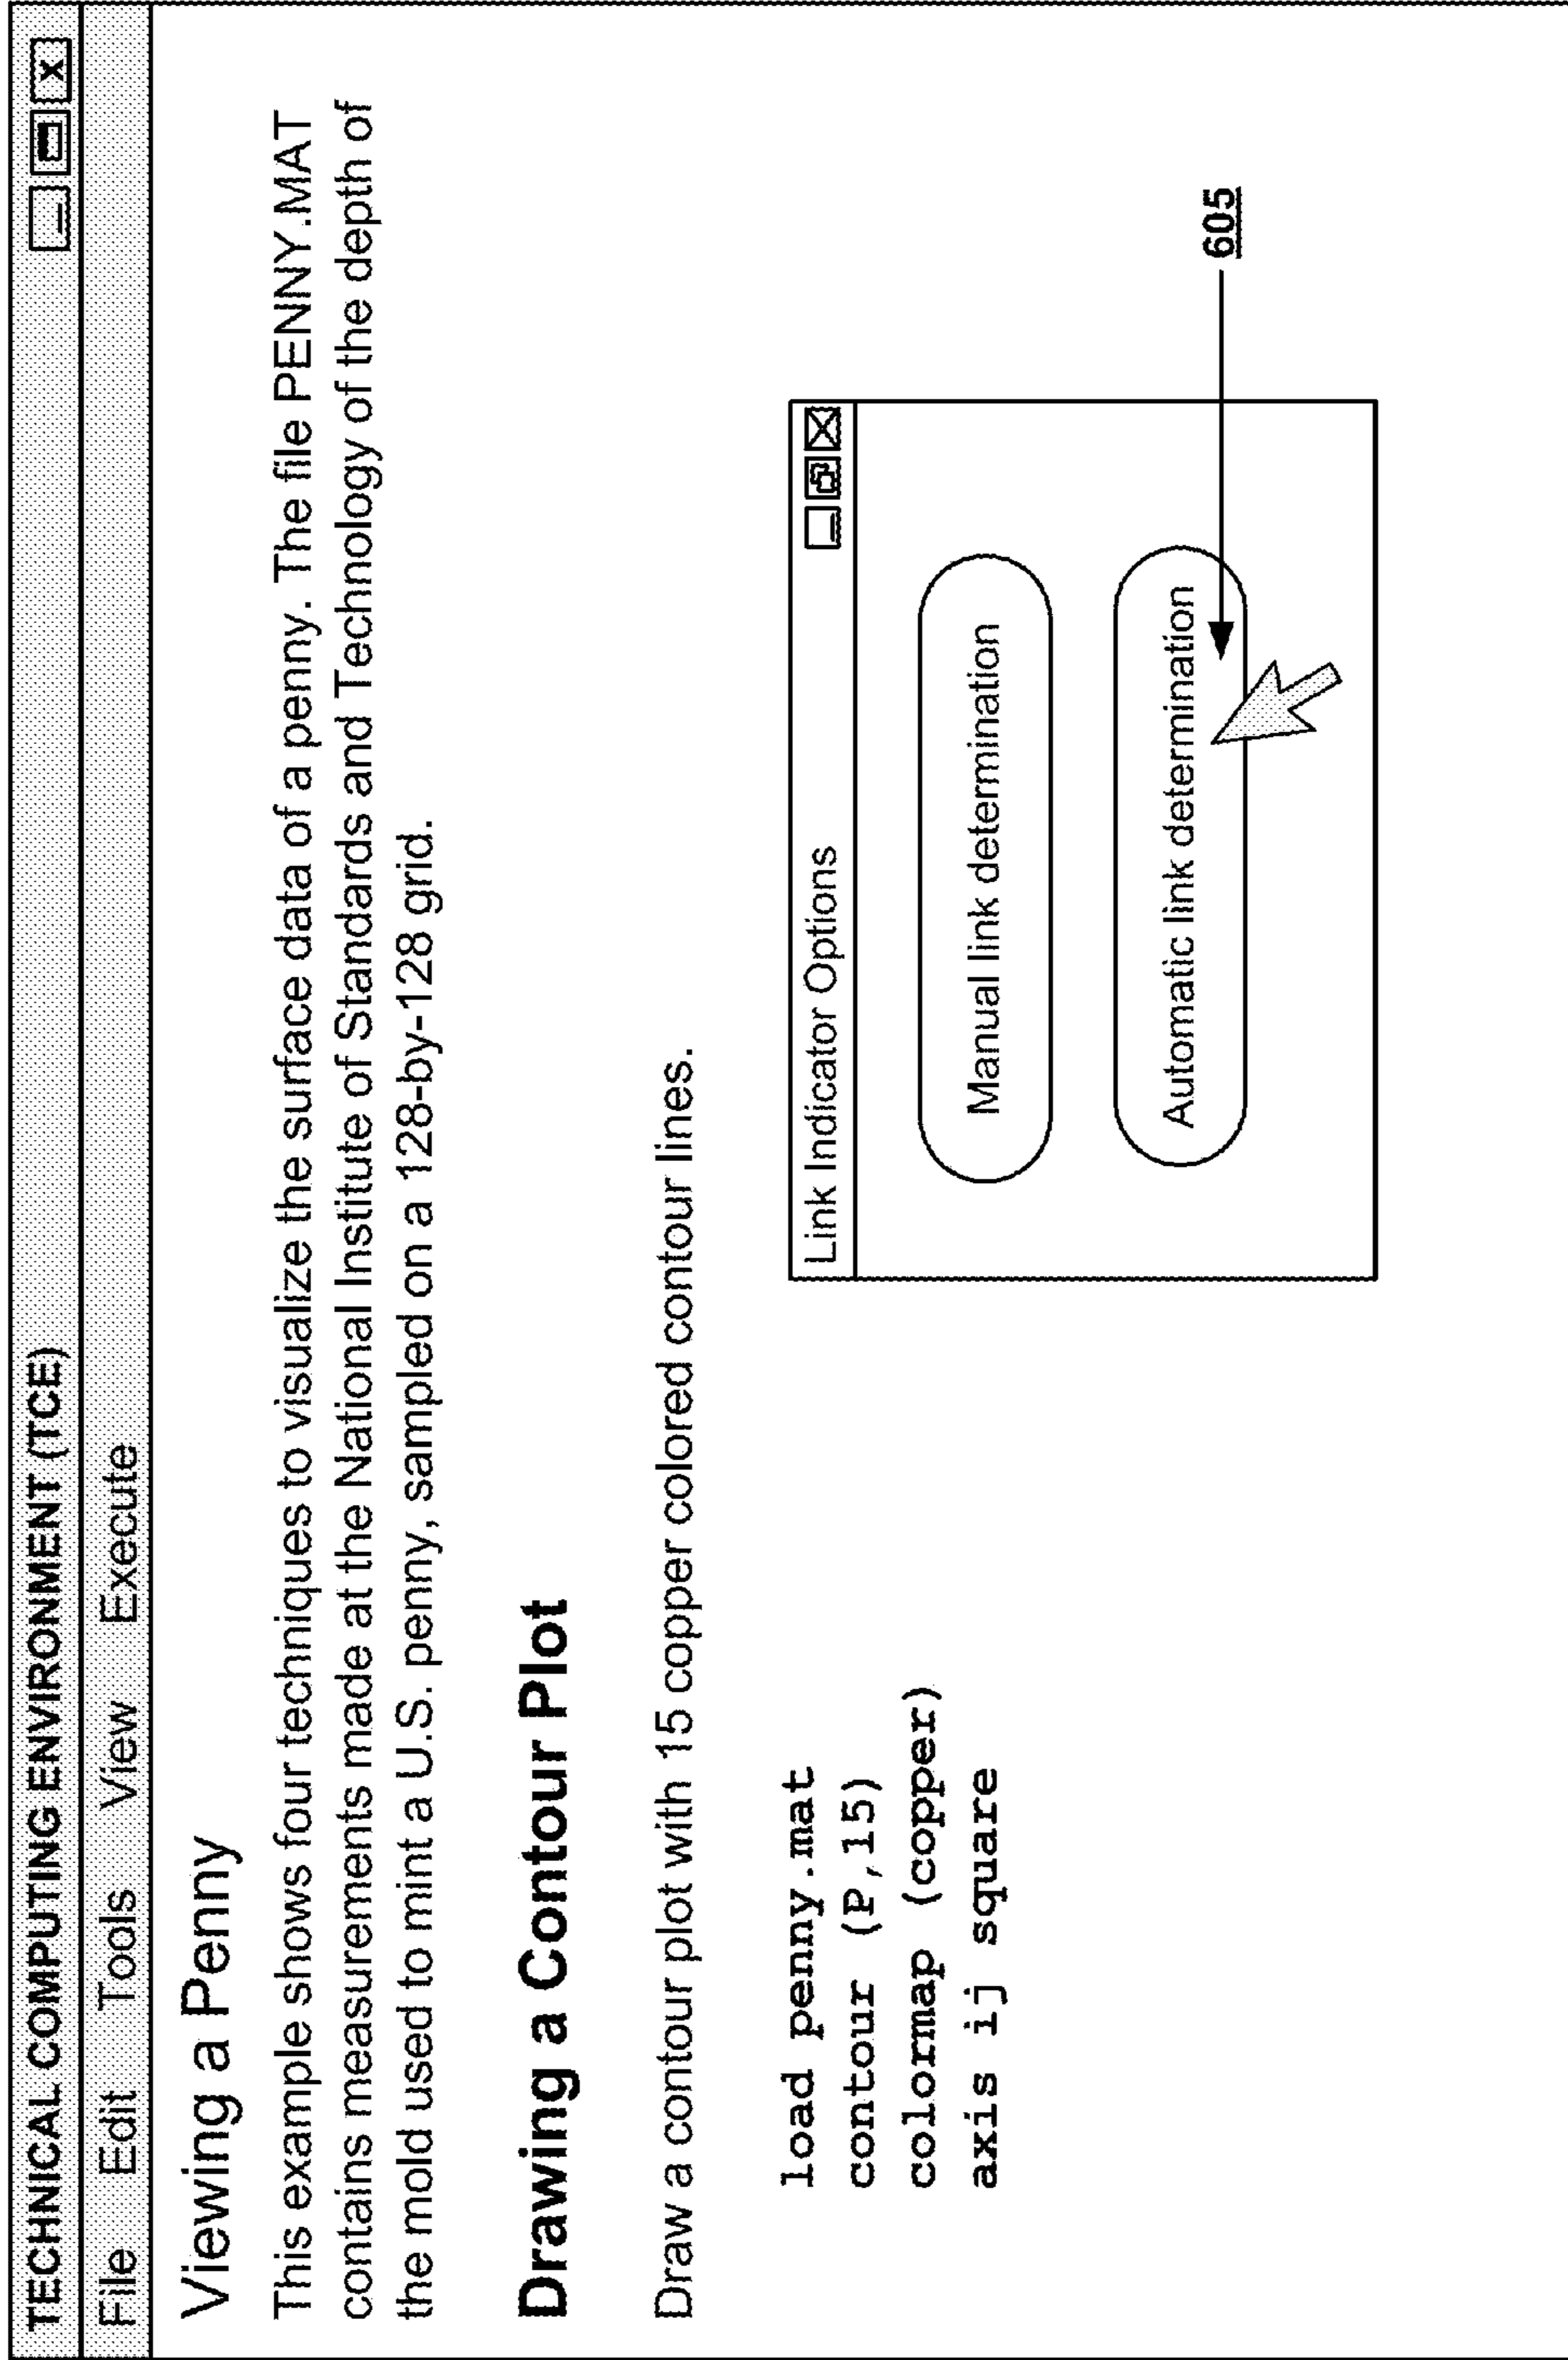 TECHNICAL COMPUTING ENVIRONMENT (TCE)
File Edit Tools View Execute
Viewing a Penny
This example shows four techniques to visualize the surface data of a penny. The file PENNY.MAT
contains measurements made at the National Institute of Standards and Technology of the depth of
the mold used to mint a U.S. penny, sampled on a 128-by-128 grid.
Drawing a Contour Plot
Draw a contour plot with 15 copper colored contour lines.
load penny.mat
contour (P,15)
colormap (copper)
axis ij square
Link Indicator Options
Manual link determination
Automatic link determination
605